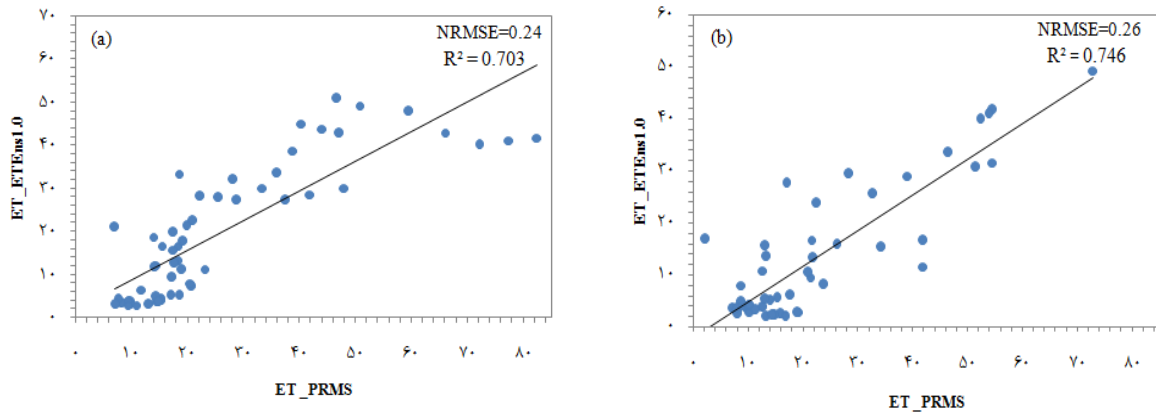 (a)
NRMSE=0.24
R² = 0.703
۷۰
۶۰
۵۰
۴۰
۳۰
۲۰
۱۰
۰
ET_ETEns1.0
۰ ۱۰ ۲۰ ۳۰ ۴۰ ۵۰ ۶۰ ۷۰ ۸۰
ET_PRMS
(b)
NRMSE=0.26
R² = 0.746
۶۰
۵۰
۴۰
۳۰
۲۰
۱۰
۰
ET_ETEns1.0
۰ ۱۰ ۲۰ ۳۰ ۴۰ ۵۰ ۶۰ ۷۰ ۸۰
ET_PRMS